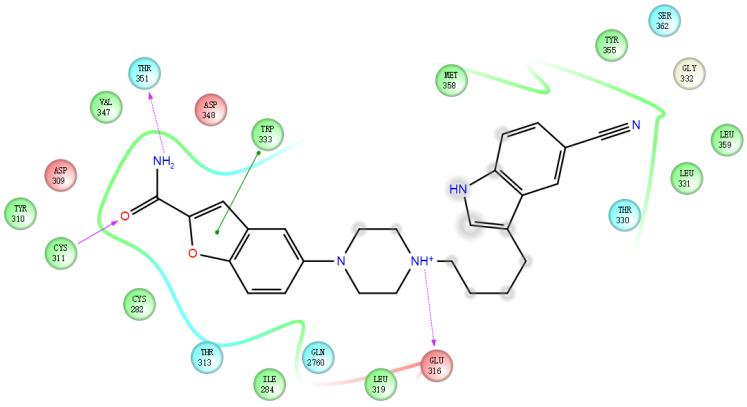 SER
362
TYR
355
GLY
332
THR
351
MET
358
VAL
347
ASP
348
TRP
333
LEU
359
N
NH2
HN
ASP
309
LEU
331
TYR
310
O
THR
330
CYS
311
O
N
NH+
CYS
282
THR
313
GLN
2760
GLU
316
ILE
284
LEU
319